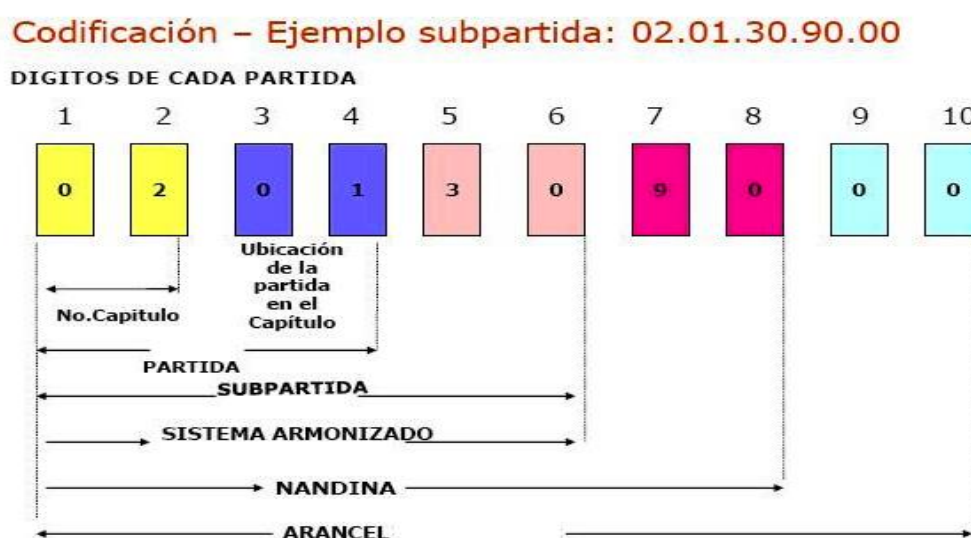 Codificación – Ejemplo subpartida: 02.01.30.90.00
DIGITOS DE CADA PARTIDA
1 2 3 4 5 6 7 8 9 10
0 2 0 1 3 0 9 0 0 0
Ubicación
de la
partida
en el
Capítulo
No.Capitulo
PARTIDA
SUBPARTIDA
SISTEMA ARMONIZADO
NANDINA
ARANCEL